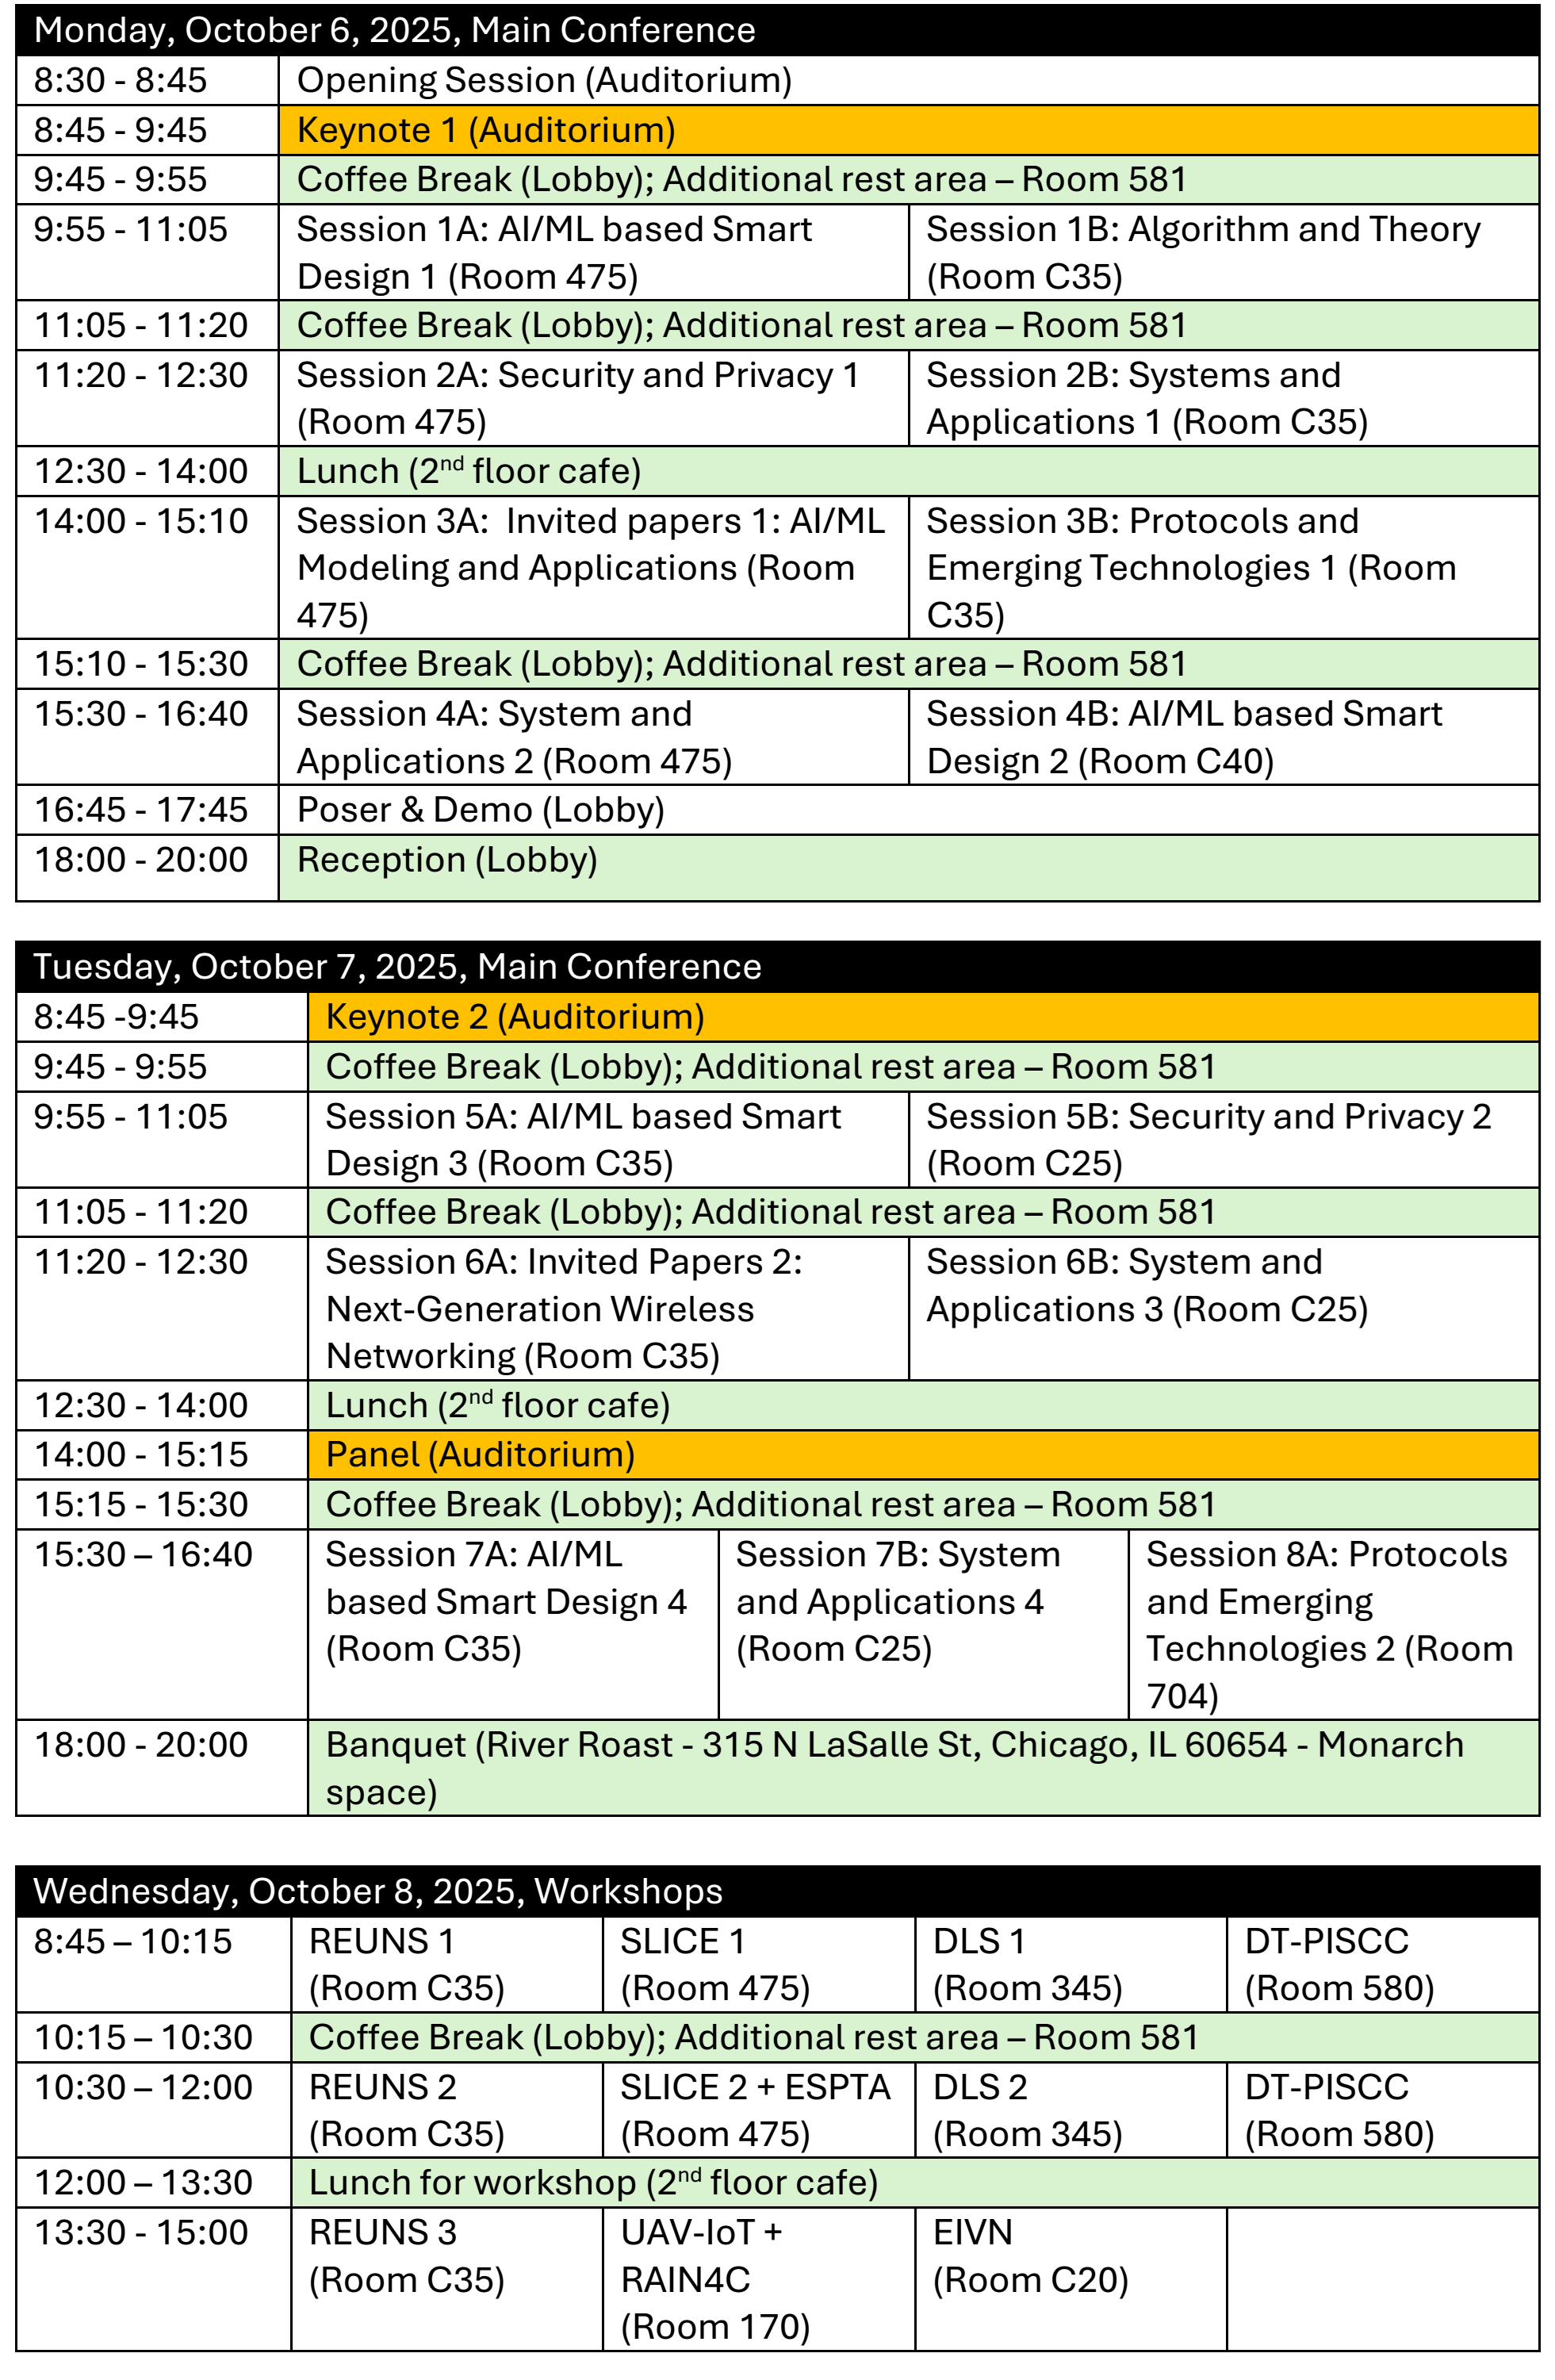 Monday, October 6, 2025, Main Conference
8:30 - 8:45
Opening Session (Auditorium)
8:45 - 9:45
Keynote 1 (Auditorium)
9:45 - 9:55
Coffee Break (Lobby); Additional rest area – Room 581
9:55 - 11:05
Session 1A: AI/ML based Smart
Design 1 (Room 475)
Session 1B: Algorithm and Theory
(Room C35)
11:05 - 11:20
Coffee Break (Lobby); Additional rest area – Room 581
11:20 - 12:30
Session 2A: Security and Privacy 1
(Room 475)
Session 2B: Systems and
Applications 1 (Room C35)
12:30 - 14:00
Lunch (2nd floor cafe)
14:00 - 15:10
Session 3A:  Invited papers 1: AI/ML
Modeling and Applications (Room
475)
Session 3B: Protocols and
Emerging Technologies 1 (Room
C35)
15:10 - 15:30
Coffee Break (Lobby); Additional rest area – Room 581
15:30 - 16:40
Session 4A: System and
Applications 2 (Room 475)
Session 4B: AI/ML based Smart
Design 2 (Room C40)
16:45 - 17:45
Poser & Demo (Lobby)
18:00 - 20:00
Reception (Lobby)
Tuesday, October 7, 2025, Main Conference
8:45 -9:45
Keynote 2 (Auditorium)
9:45 - 9:55
Coffee Break (Lobby); Additional rest area – Room 581
9:55 - 11:05
Session 5A: AI/ML based Smart
Design 3 (Room C35)
Session 5B: Security and Privacy 2
(Room C25)
11:05 - 11:20
Coffee Break (Lobby); Additional rest area – Room 581
11:20 - 12:30
Session 6A: Invited Papers 2:
Next-Generation Wireless
Networking (Room C35)
Session 6B: System and
Applications 3 (Room C25)
12:30 - 14:00
Lunch (2nd floor cafe)
14:00 - 15:15
Panel (Auditorium)
15:15 - 15:30
Coffee Break (Lobby); Additional rest area – Room 581
15:30 – 16:40
Session 7A: AI/ML
based Smart Design 4
(Room C35)
Session 7B: System
and Applications 4
(Room C25)
Session 8A: Protocols
and Emerging
Technologies 2 (Room
704)
18:00 - 20:00
Banquet (River Roast - 315 N LaSalle St, Chicago, IL 60654 - Monarch
space)
Wednesday, October 8, 2025, Workshops
8:45 – 10:15
REUNS 1
(Room C35)
SLICE 1
(Room 475)
DLS 1
(Room 345)
DT-PISCC
(Room 580)
10:15 – 10:30
Coffee Break (Lobby); Additional rest area – Room 581
10:30 – 12:00
REUNS 2
(Room C35)
SLICE 2 + ESPTA
(Room 475)
DLS 2
(Room 345)
DT-PISCC
(Room 580)
12:00 – 13:30
Lunch for workshop (2nd floor cafe)
13:30 - 15:00
REUNS 3
(Room C35)
UAV-IoT +
RAIN4C
(Room 170)
EIVN
(Room C20)